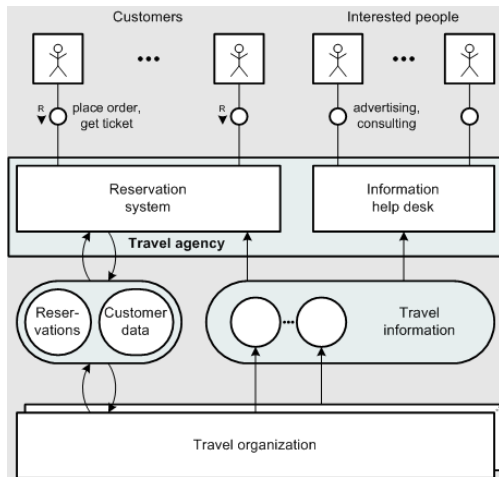 Customers
Interested people
R
place order,
get ticket
R
advertising,
consulting
Reservation
system
Information
help desk
Travel agency
Reser-
vations
Customer
data
Travel
information
Travel organization